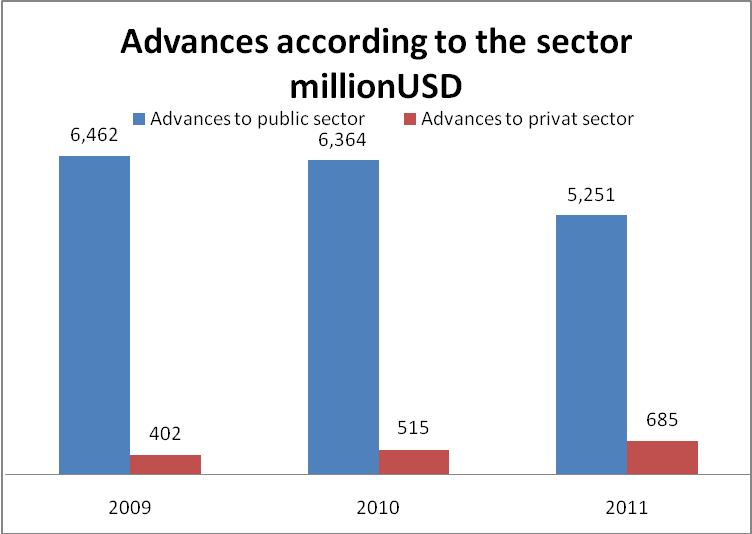 Advances according to the sector
millionUSD
Advances to public sector
Advances to privat sector
6,462
6,364
5,251
402
515
685
2009
2010
2011